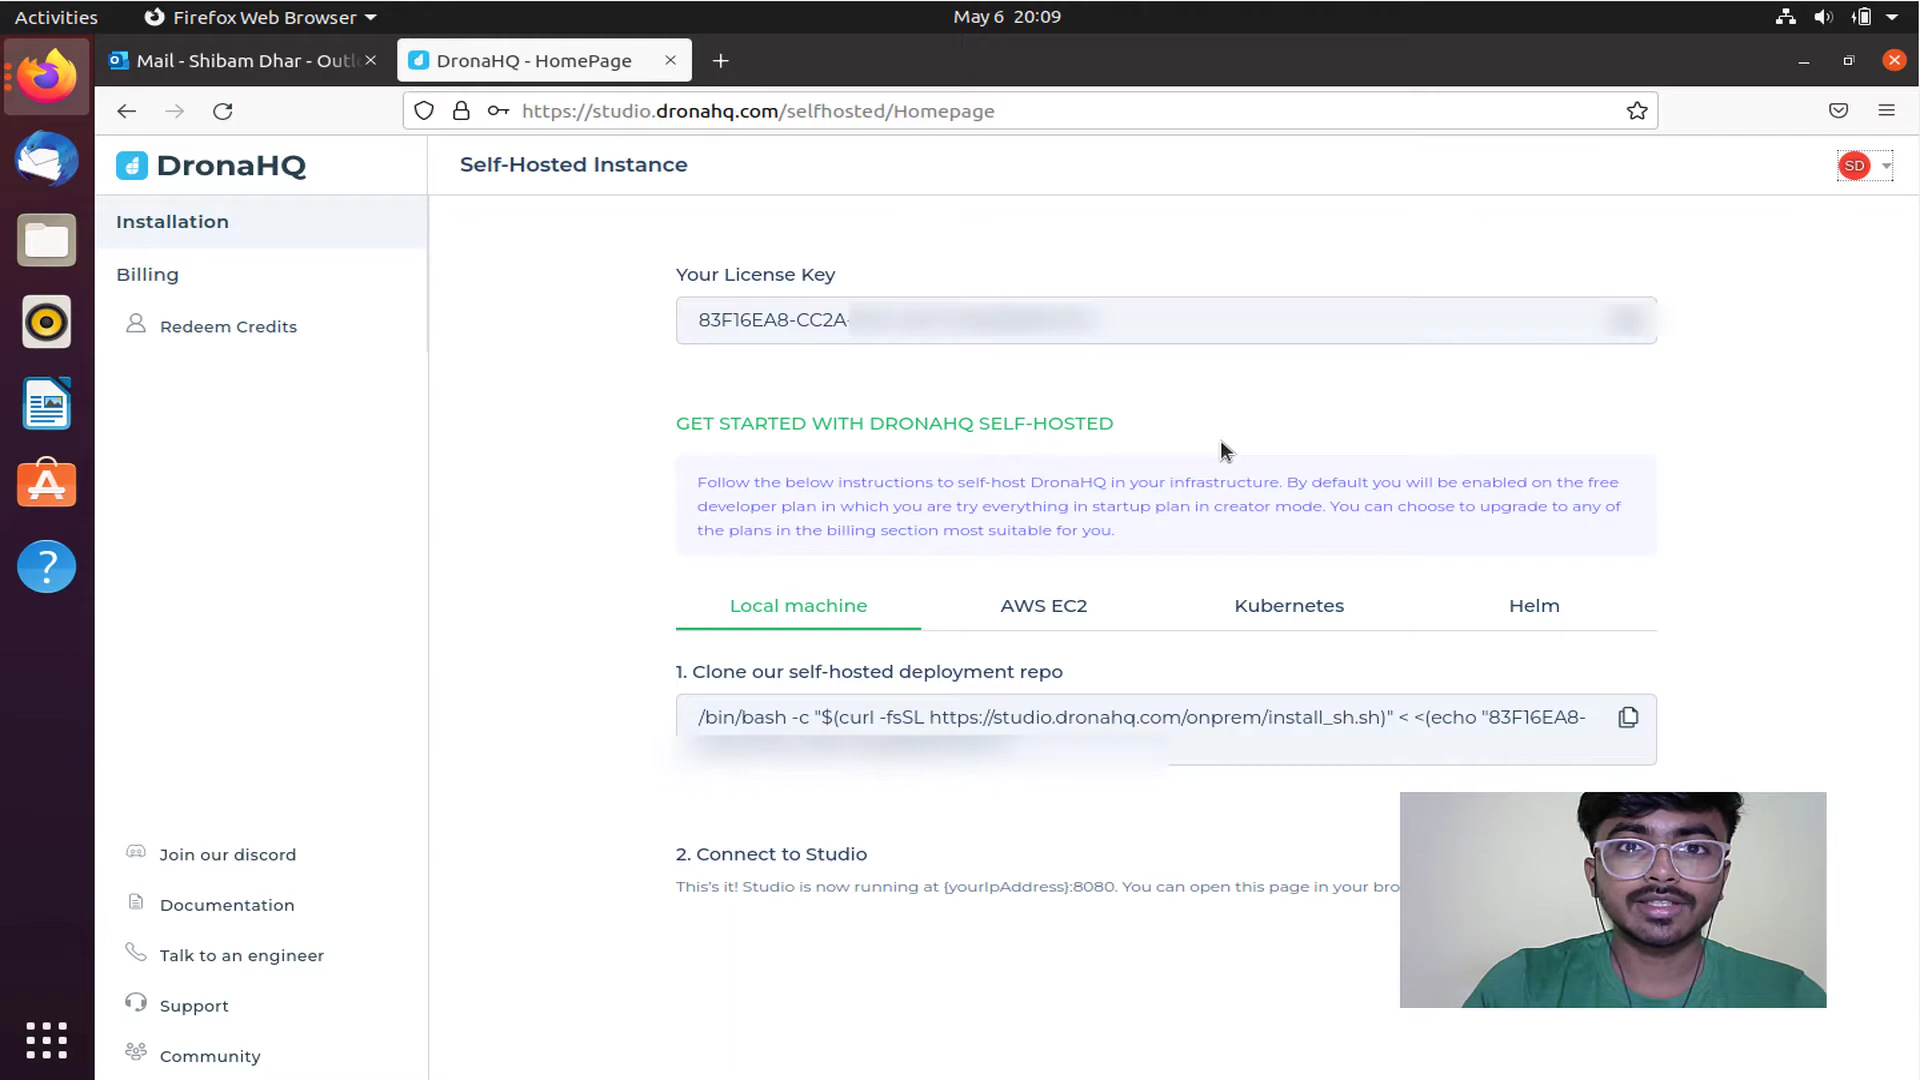 Activities
Firefox Web Browser
May 6 20:09
Mail - Shibam Dhar - Outl
DronaHQ - HomePage
https://studio.dronahq.com/selfhosted/Homepage
DronaHQ
Self-Hosted Instance
SD
Installation
Billing
Redeem Credits
Your License Key
83F16EA8-CC2A-
GET STARTED WITH DRONAHQ SELF-HOSTED
Follow the below instructions to self-host DronaHQ in your infrastructure. By default you will be enabled on the free
developer plan in which you are try everything in startup plan in creator mode. You can choose to upgrade to any of
the plans in the billing section most suitable for you.
Local machine
AWS EC2
Kubernetes
Helm
1. Clone our self-hosted deployment repo
/bin/bash -c "$(curl -fsSL https://studio.dronahq.com/onprem/install_sh.sh)" < <(echo "83F16EA8-
2. Connect to Studio
This's it! Studio is now running at {yourIpAddress}:8080. You can open this page in your bro
Join our discord
Documentation
Talk to an engineer
Support
Community